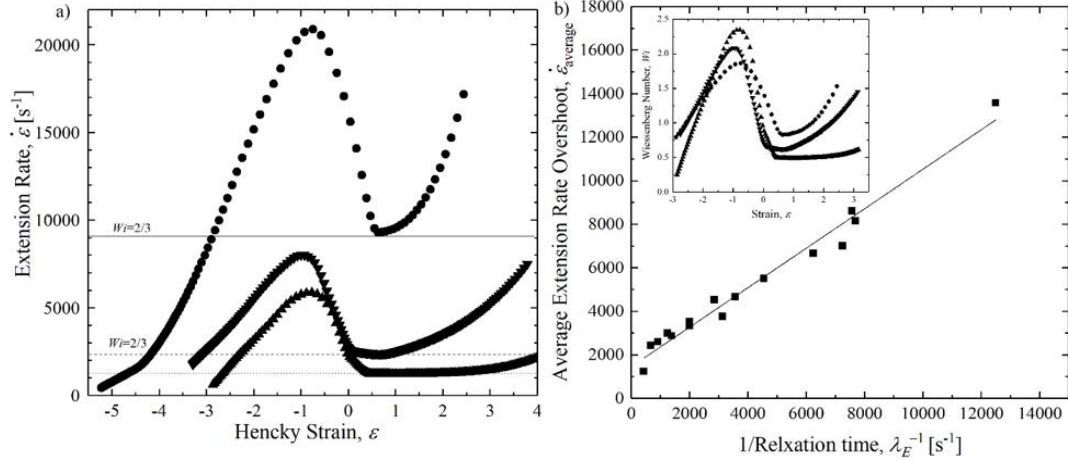 a)
20000
15000
10000
5000
0
Extension Rate, ε̇ [s⁻¹]
Wi=2/3
Wi=2/3
-5 -4 -3 -2 -1 0 1 2 3 4
Hencky Strain, ε
b)
18000
16000
14000
12000
10000
8000
6000
4000
2000
0
Average Extension Rate Overshoot, ε̇average
2.5
2.0
1.5
1.0
0.5
0.0
Wiessenberg Number, Wi
-3 -2 -1 0 1 2 3
Strain, ε
0 2000 4000 6000 8000 10000 12000 14000
1/Relxation time, λE⁻¹ [s⁻¹]